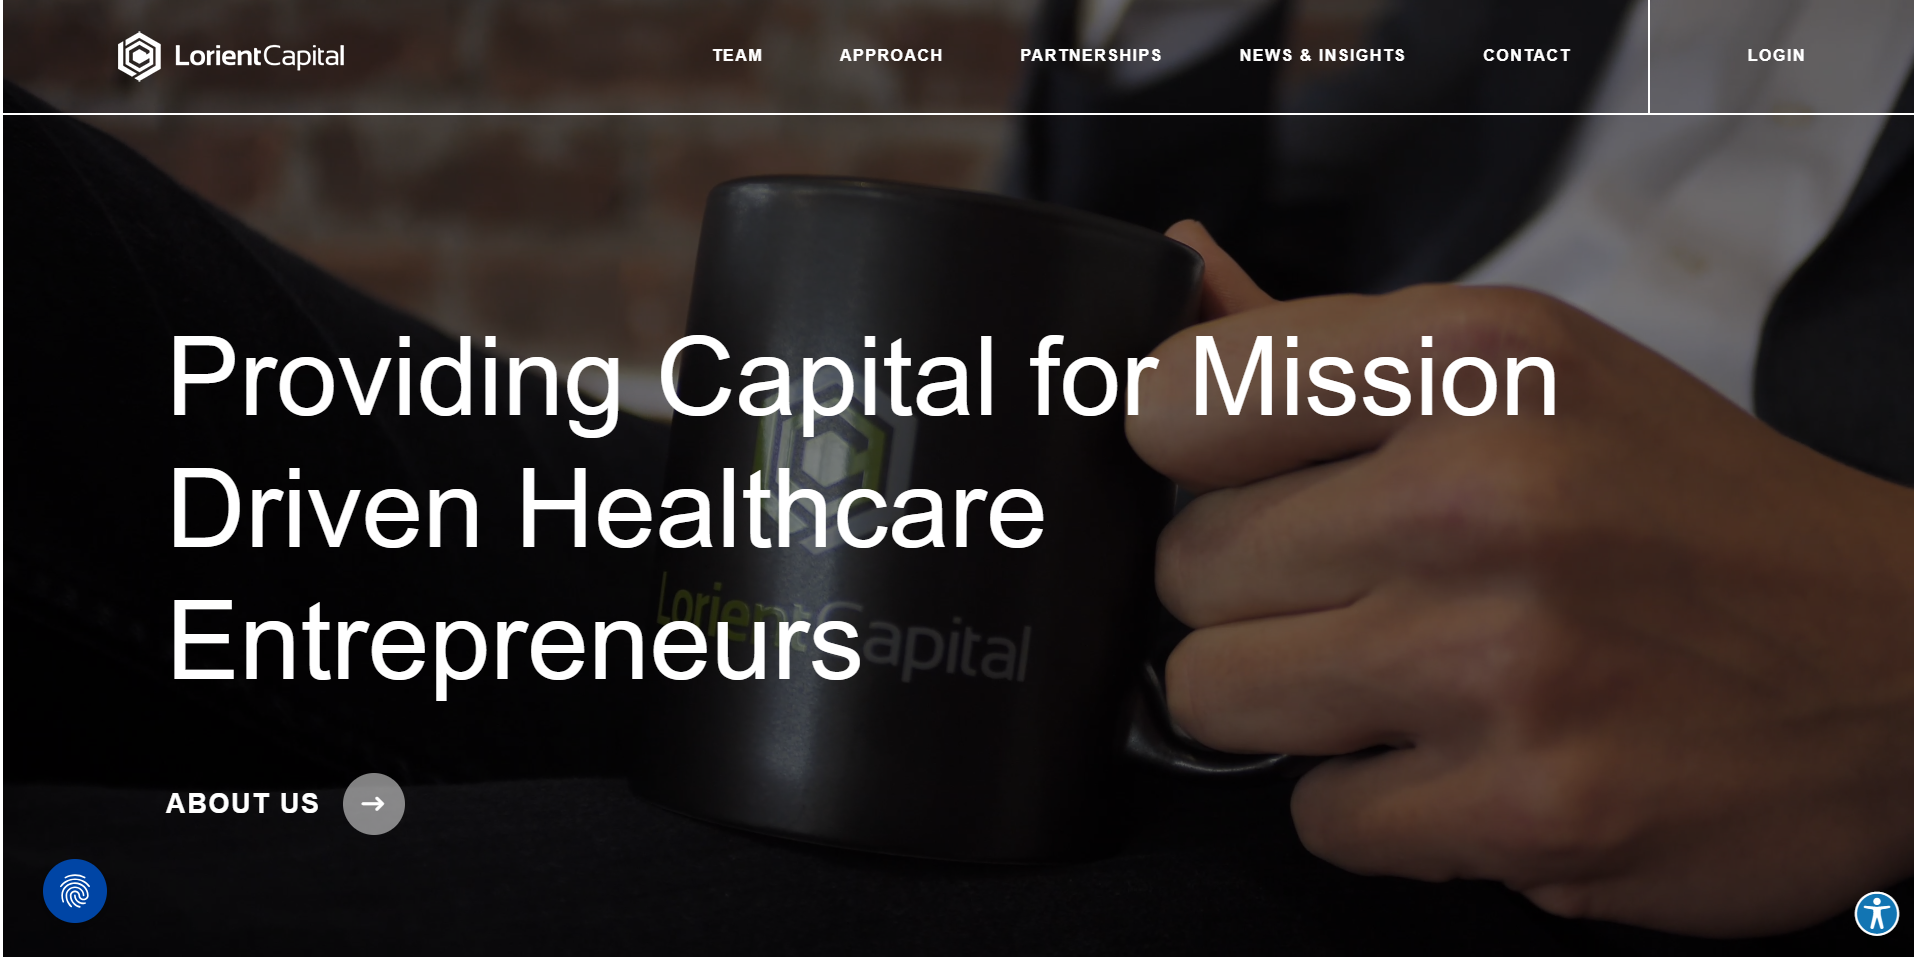 LorientCapital
TEAM
APPROACH
PARTNERSHIPS
NEWS & INSIGHTS
CONTACT
LOGIN
Providing Capital for Mission
Driven Healthcare
Entrepreneurs
LorientCapital
ABOUT US